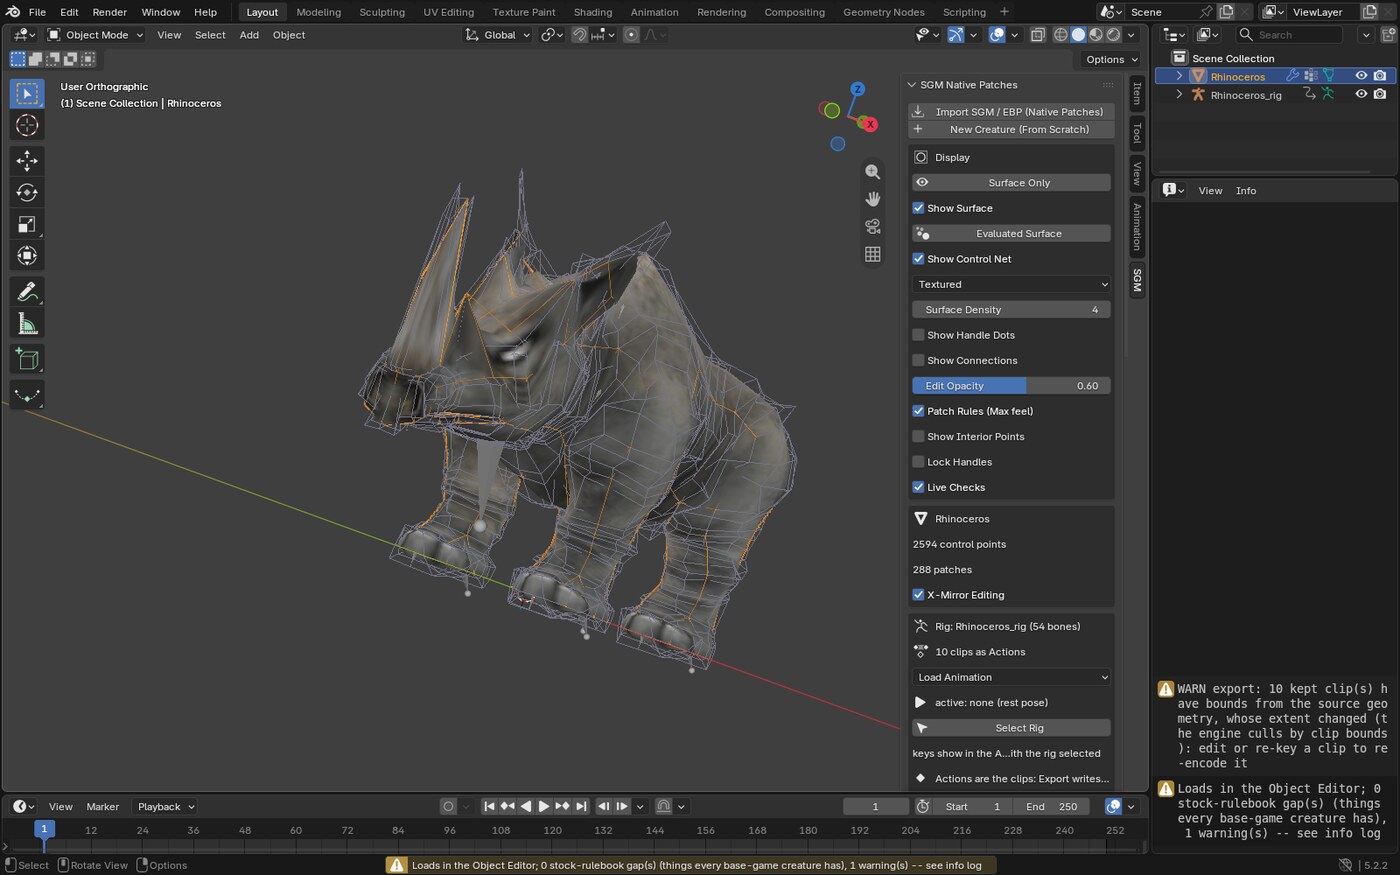 File Edit Render Window Help Layout Modeling Sculpting UV Editing Texture Paint Shading Animation Rendering Compositing Geometry Nodes Scripting + Scene ViewLayer
Object Mode View Select Add Object Global Search
Options
User Orthographic
(1) Scene Collection | Rhinoceros
Z
X
SGM Native Patches
Import SGM / EBP (Native Patches)
New Creature (From Scratch)
Display
Surface Only
Show Surface
Evaluated Surface
Show Control Net
Textured
Surface Density 4
Show Handle Dots
Show Connections
Edit Opacity 0.60
Patch Rules (Max feel)
Show Interior Points
Lock Handles
Live Checks
Rhinoceros
2594 control points
288 patches
X-Mirror Editing
Rig: Rhinoceros_rig (54 bones)
10 clips as Actions
Load Animation
active: none (rest pose)
Select Rig
keys show in the A...ith the rig selected
Actions are the clips: Export writes...
Item
Tool
View
Animation
SGM
Scene Collection
Rhinoceros
Rhinoceros_rig
View Info
WARN export: 10 kept clip(s) h
ave bounds from the source geo
metry, whose extent changed (t
he engine culls by clip bounds
): edit or re-key a clip to re
-encode it
Loads in the Object Editor; 0
stock-rulebook gap(s) (things
every base-game creature has),
1 warning(s) -- see info log
View Marker Playback 1 Start 1 End 250
1 12 24 36 48 60 72 84 96 108 120 132 144 156 168 180 192 204 216 228 240 252
Select Rotate View Options Loads in the Object Editor; 0 stock-rulebook gap(s) (things every base-game creature has), 1 warning(s) -- see info log 5.2.2